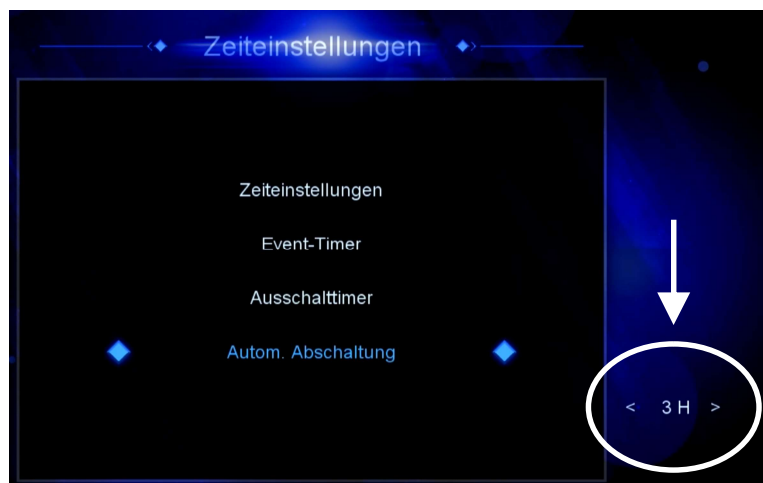 Zeiteinstellungen
Zeiteinstellungen
Event-Timer
Ausschalttimer
Autom. Abschaltung
< 3 H >